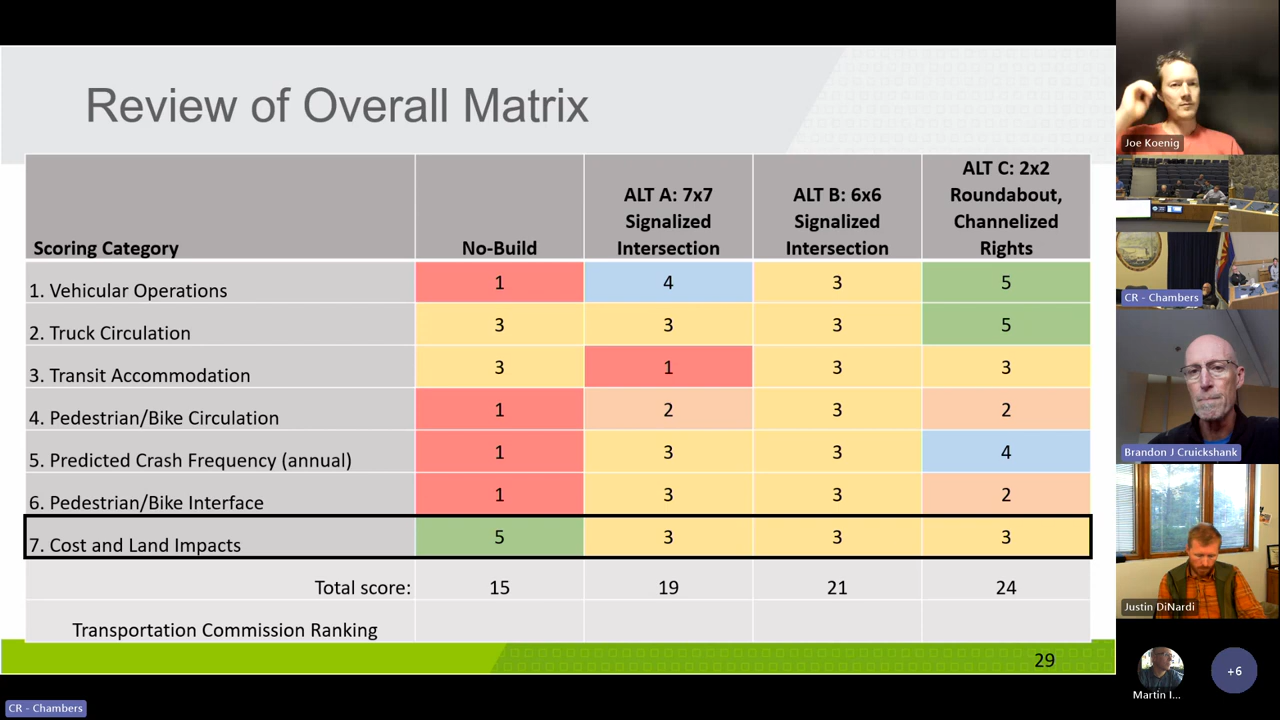 Review of Overall Matrix
Scoring Category
No-Build
ALT A: 7x7
Signalized
Intersection
ALT B: 6x6
Signalized
Intersection
ALT C: 2x2
Roundabout,
Channelized
Rights
1. Vehicular Operations 1 4 3 5
2. Truck Circulation 3 3 3 5
3. Transit Accommodation 3 1 3 3
4. Pedestrian/Bike Circulation 1 2 3 2
5. Predicted Crash Frequency (annual) 1 3 3 4
6. Pedestrian/Bike Interface 1 3 3 2
7. Cost and Land Impacts 5 3 3 3
Total score: 15 19 21 24
Transportation Commission Ranking
29
CR - Chambers
Joe Koenig
CR - Chambers
Brandon J Cruickshank
Justin DiNardi
Martin I...
+6